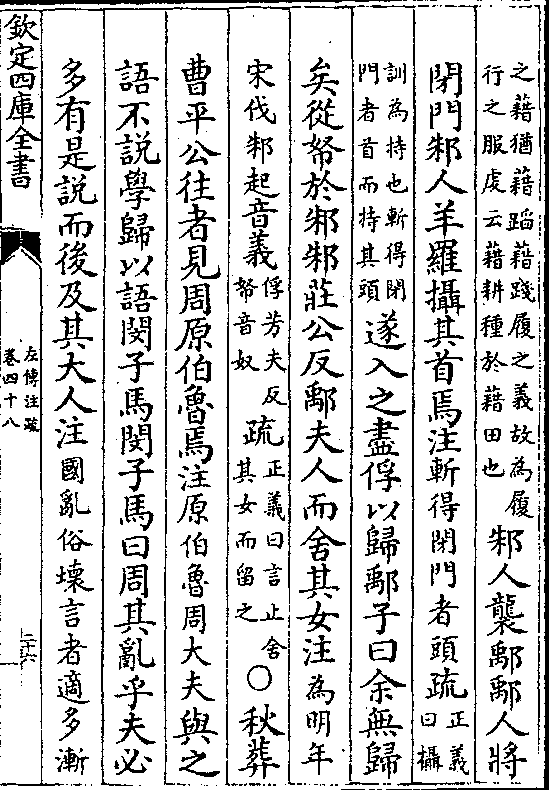 之藉猶藉蹈藉踐履之義故為履
行之服虔云藉耕種於藉田也
邾人襲鄅鄅人將
閉門邾人羊羅攝其首焉注斬得閉門者頭疏
正義
曰攝
訓為持也斬得閉
門者首而持其頭
遂入之盡俘以歸鄅子曰余無歸
矣從帑於邾邾莊公反鄅夫人而舍其女注為明年
宋伐邾起音義
俘芳夫反
帑音奴
疏
正義曰言止舍
其女而留之
〇秋葬
曹平公往者見周原伯魯焉注原伯魯周大夫與之
語不說學歸以語閔子馬閔子馬曰周其亂乎夫必
多有是說而後及其大人注國亂俗壞言者適多漸
欽定四庫全書
左傳注疏
卷四十八
二十六